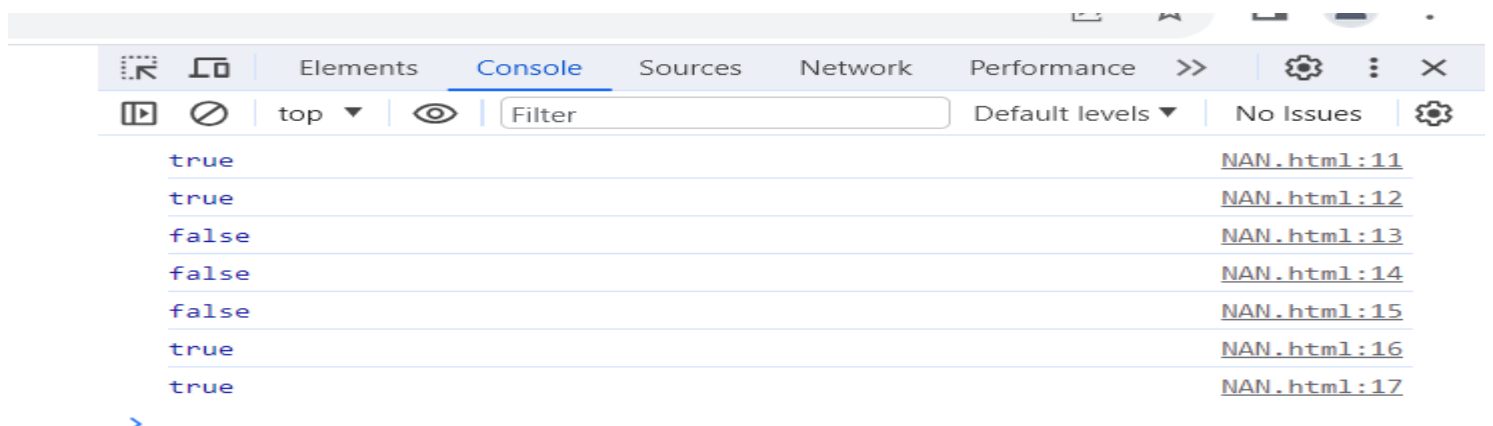 Elements Console Sources Network Performance >>
top Filter Default levels No Issues
true NAN.html:11
true NAN.html:12
false NAN.html:13
false NAN.html:14
false NAN.html:15
true NAN.html:16
true NAN.html:17
>